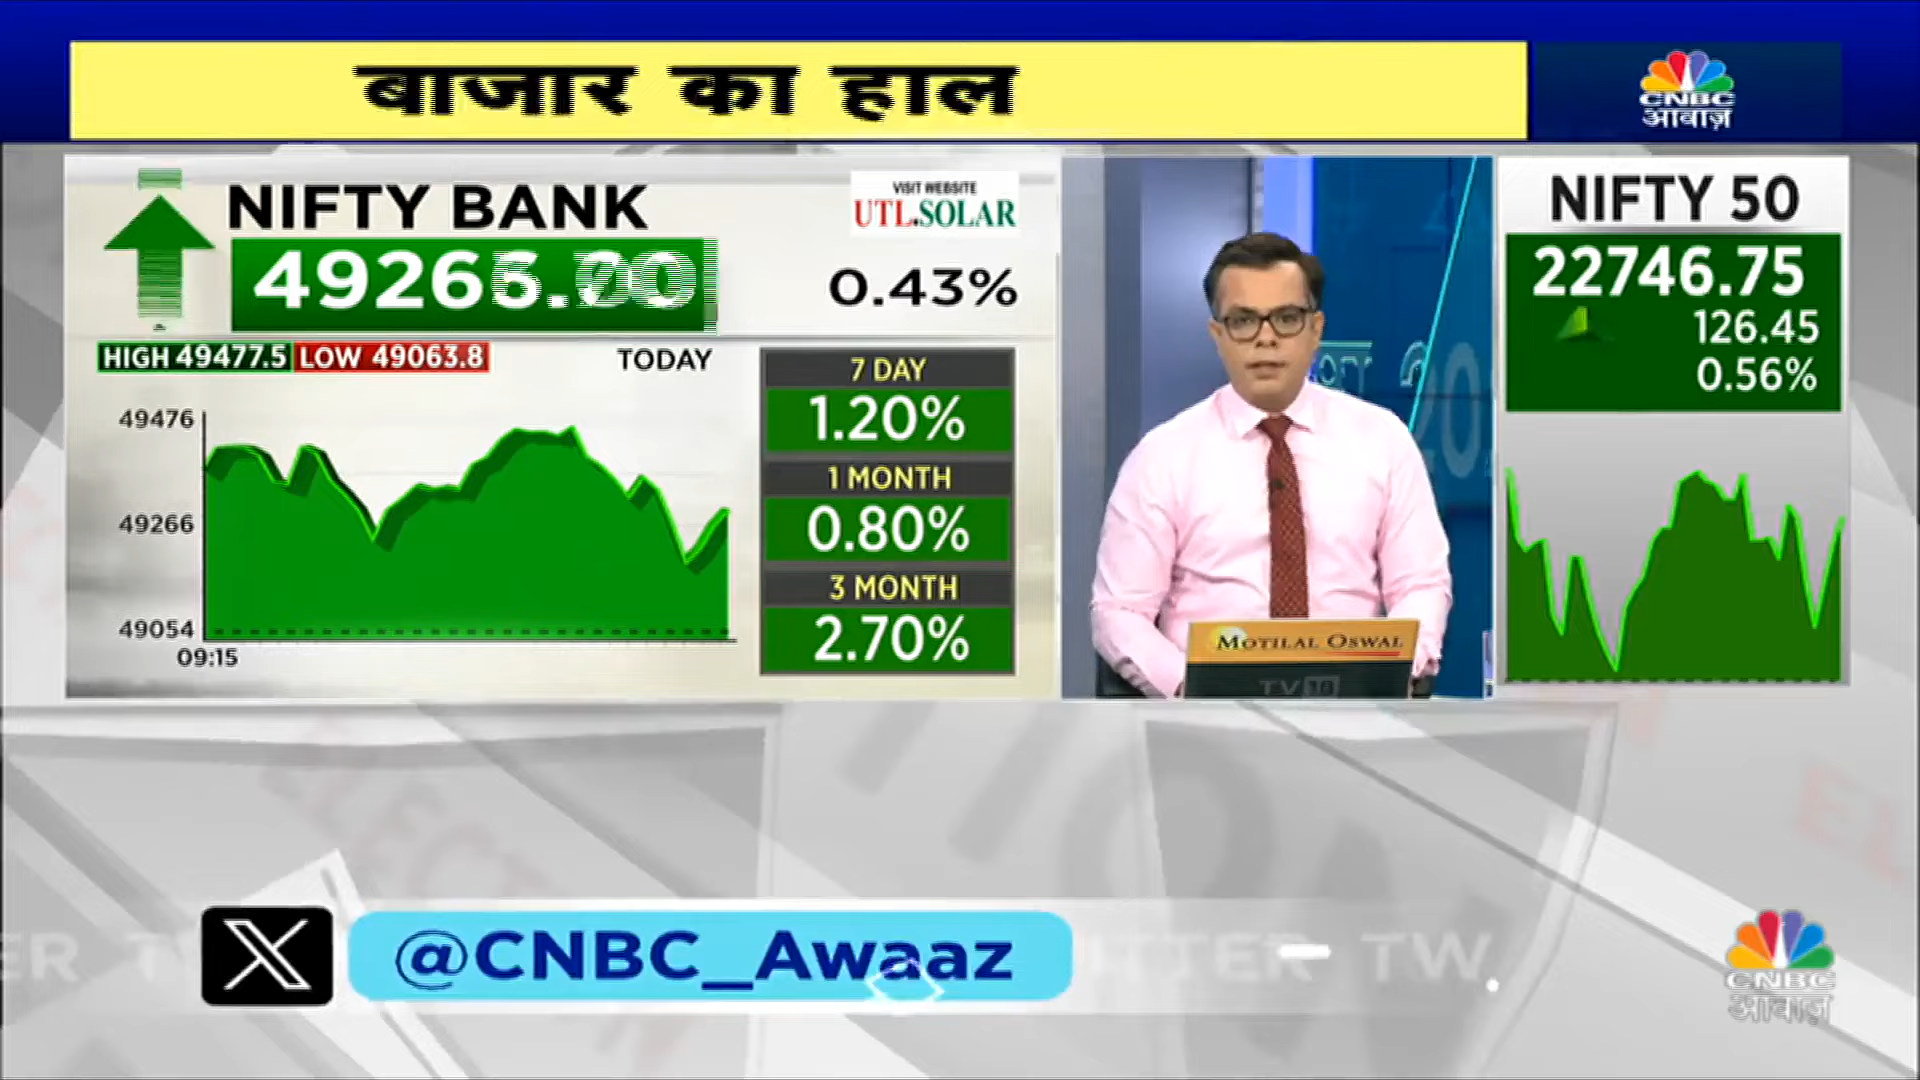 बाजार का हाल
CNBC
आवाज़
NIFTY BANK
VISIT WEBSITE
UTL SOLAR
0.43%
HIGH 49477.5 LOW 49063.8
TODAY
49476
49266
49054
09:15
7 DAY
1.20%
1 MONTH
0.80%
3 MONTH
2.70%
MOTILAL OSWAL
TV18
NIFTY 50
22746.75
126.45
0.56%
@CNBC_Awaaz
CNBC
आवाज़